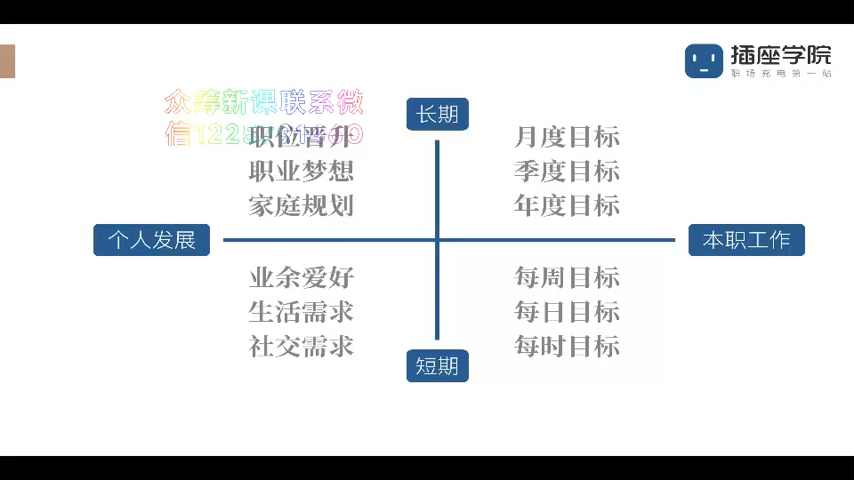 插座学院
职场充电第一站
众筹新课联系微
长期
职位晋升
月度目标
职业梦想
季度目标
家庭规划
年度目标
个人发展
本职工作
业余爱好
每周目标
生活需求
每日目标
社交需求
每时目标
短期